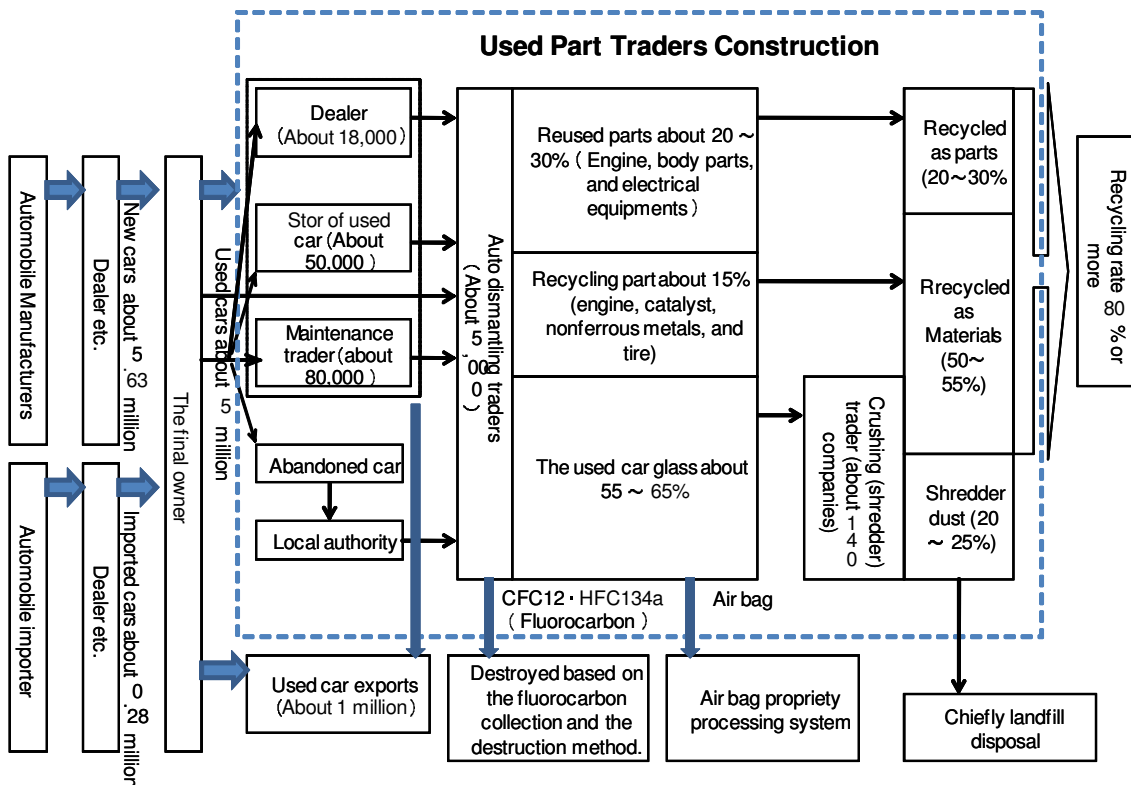 Used Part Traders Construction
Automobile Manufacturers
Dealer etc.
New cars about 5.63 million
Automobile importer
Dealer etc.
Imported cars about 0.28 million
The final owner
Used cars about 5 million
Dealer
(About 18,000)
Stor of used
car (About
50,000)
Maintenance
trader(about
80,000)
Abandoned car
Local authority
Auto dismantling traders
(About 5,000)
Reused parts about 20～
30% ( Engine, body parts,
and electrical
equipments )
Recycling part about 15%
(engine, catalyst,
nonferrous metals, and
tire)
The used car glass about
55～65%
Crushing (shredder)
trader (about 140
companies)
Recycled
as parts
(20～30%
Rrecycled
as
Materials
(50～
55%)
Shredder
dust (20
～25%)
Recycling rate 80 % or
more
CFC12・HFC134a
( Fluorocarbon )
Air bag
Used car exports
(About 1 million)
Destroyed based on
the fluorocarbon
collection and the
destruction method.
Air bag propriety
processing system
Chiefly landfill
disposal